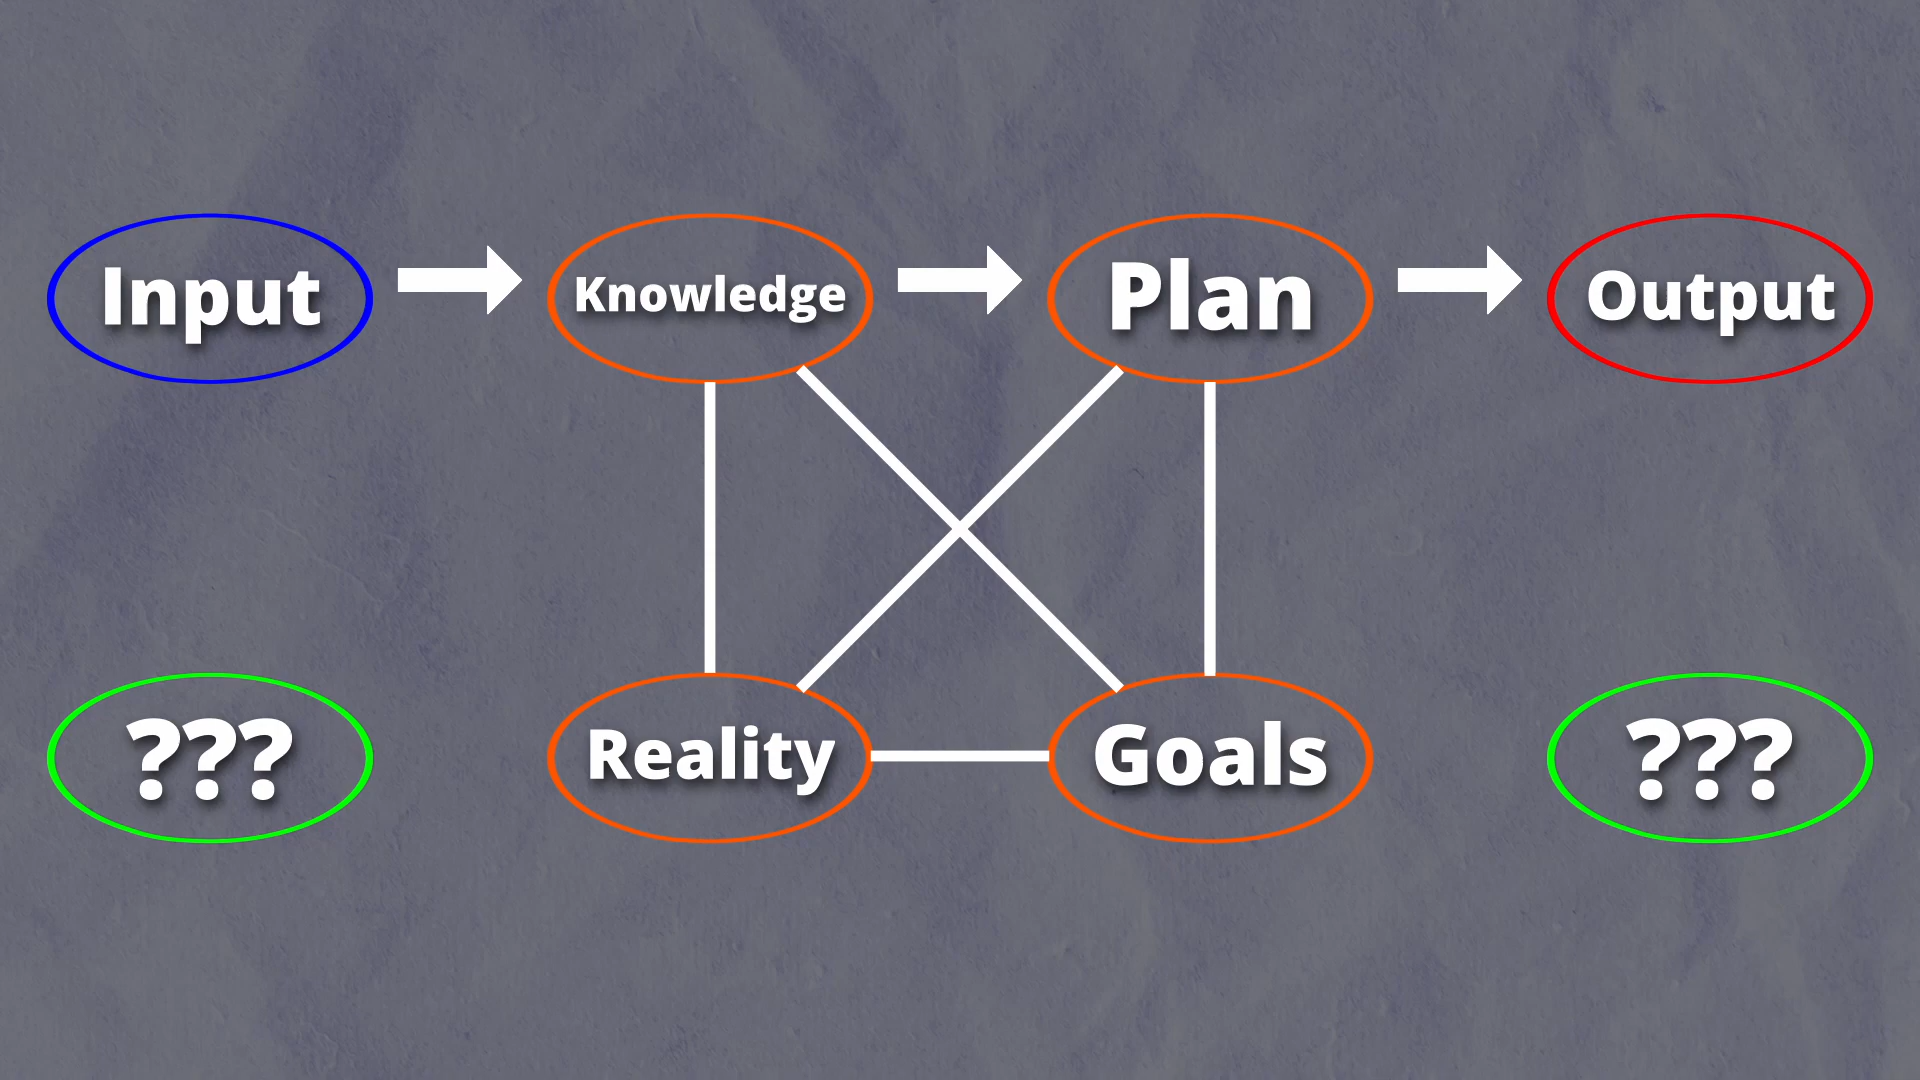 Input
Knowledge
Plan
Output
???
Reality
Goals
???